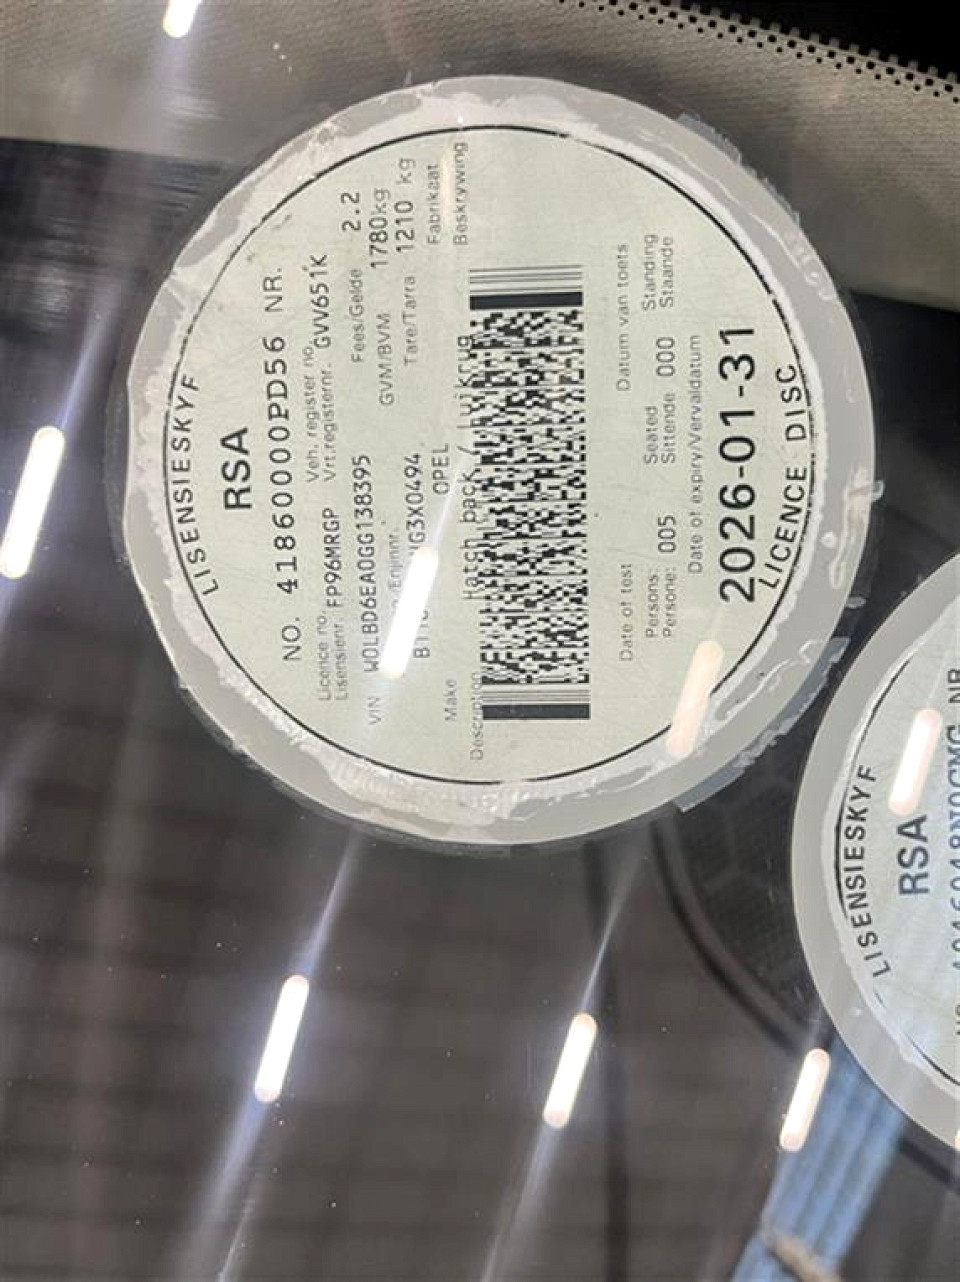 LISENSIESKYF
RSA
NO. 41860000PD56 NR.
Licence no. Veh. register no.
Lisensienr. FP96MRGP Vrt.registernr. GVV651K
Fees/Gelde 2.2
VIN W0LBD6EA0GG138395
GVM/BVM 1780kg
G3X0494 Tare/Tarra 1210 kg
Make OPEL Fabrikaat
Description Hatch back / luikrug Beskrywing
Date of test Datum van toets
Persons: Seated Standing
Persone: 005 Sittende 000 Staande
Date of expiry/Vervaldatum
2026-01-31
LICENCE DISC
LISENSIESKYF
RSA
NR